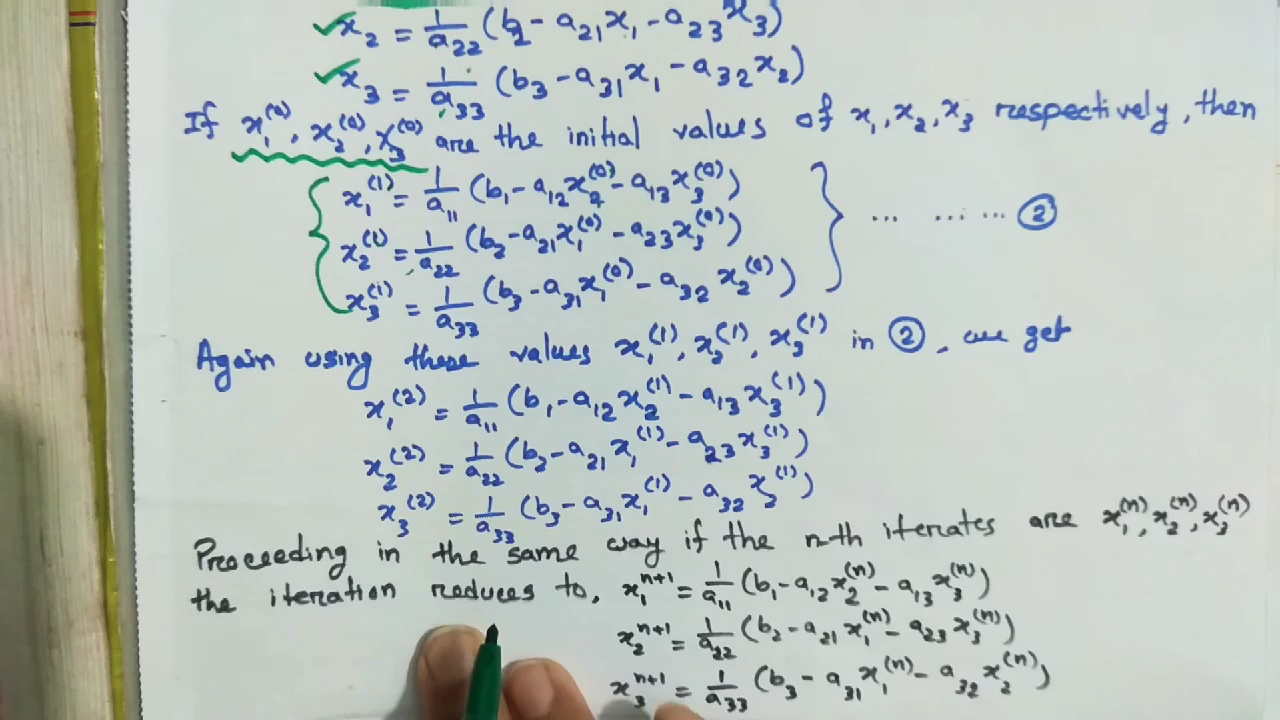 ✓ x₂ = 1/a₂₂ (b₂ - a₂₁x₁ - a₂₃x₃)
✓ x₃ = 1/a₃₃ (b₃ - a₃₁x₁ - a₃₂x₂)
If x₁⁽⁰⁾, x₂⁽⁰⁾, x₃⁽⁰⁾ are the initial values of x₁, x₂, x₃ respectively, then
x₁⁽¹⁾ = 1/a₁₁ (b₁ - a₁₂x₂⁽⁰⁾ - a₁₃x₃⁽⁰⁾)
x₂⁽¹⁾ = 1/a₂₂ (b₂ - a₂₁x₁⁽⁰⁾ - a₂₃x₃⁽⁰⁾) ... ... ... ②
x₃⁽¹⁾ = 1/a₃₃ (b₃ - a₃₁x₁⁽⁰⁾ - a₃₂x₂⁽⁰⁾)
Again using these values x₁⁽¹⁾, x₂⁽¹⁾, x₃⁽¹⁾ in ②, we get
x₁⁽²⁾ = 1/a₁₁ (b₁ - a₁₂x₂⁽¹⁾ - a₁₃x₃⁽¹⁾)
x₂⁽²⁾ = 1/a₂₂ (b₂ - a₂₁x₁⁽¹⁾ - a₂₃x₃⁽¹⁾)
x₃⁽²⁾ = 1/a₃₃ (b₃ - a₃₁x₁⁽¹⁾ - a₃₂x₂⁽¹⁾)
Proceeding in the same way if the n-th iterates are x₁⁽ⁿ⁾, x₂⁽ⁿ⁾, x₃⁽ⁿ⁾
the iteration reduces to, x₁ⁿ⁺¹ = 1/a₁₁ (b₁ - a₁₂x₂⁽ⁿ⁾ - a₁₃x₃⁽ⁿ⁾)
x₂ⁿ⁺¹ = 1/a₂₂ (b₂ - a₂₁x₁⁽ⁿ⁾ - a₂₃x₃⁽ⁿ⁾)
x₃ⁿ⁺¹ = 1/a₃₃ (b₃ - a₃₁x₁⁽ⁿ⁾ - a₃₂x₂⁽ⁿ⁾)